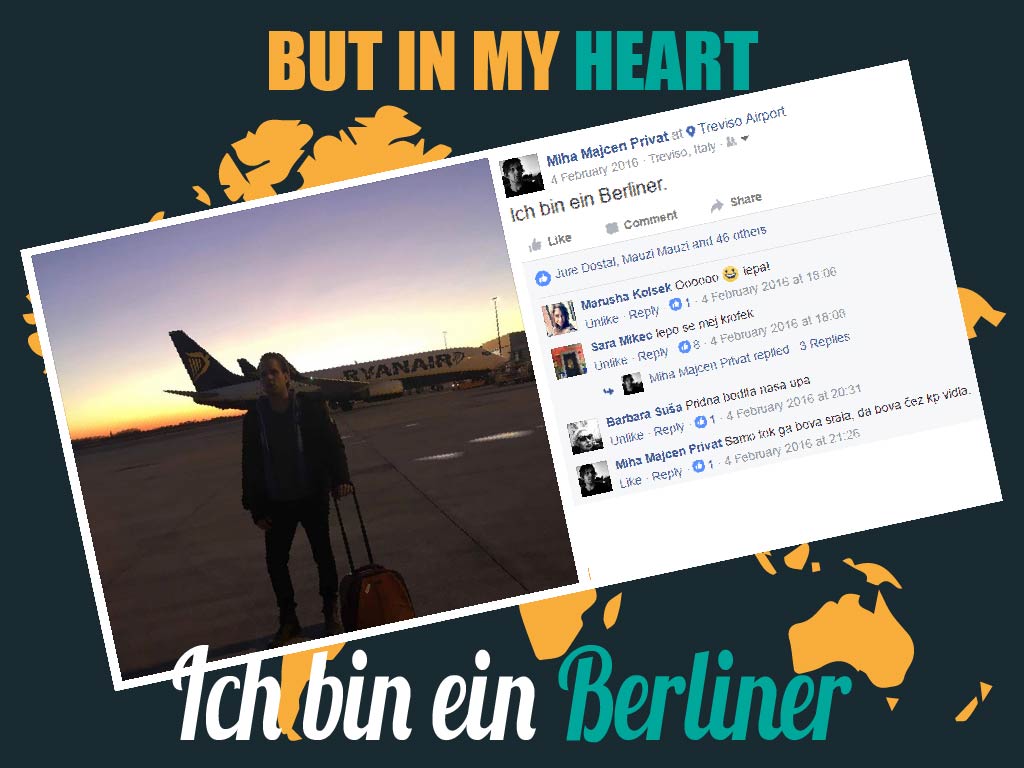 BUT IN MY HEART
RYANAIR
Miha Majcen Privat at Treviso Airport
4 February 2016 · Treviso, Italy ·
Ich bin ein Berliner.
Like Comment Share
Jure Dostal, Mauzi Mauzi and 46 others
Marusha Kolsek Oooooo 😄 lepa!
Unlike · Reply · 1 · 4 February 2016 at 18:06
Sara Mikec lepo se mej krofek
Unlike · Reply · 8 · 4 February 2016 at 18:09
Miha Majcen Privat replied · 3 Replies
Barbara Suša Pridna bodita nasa upa
Unlike · Reply · 1 · 4 February 2016 at 20:31
Miha Majcen Privat Samo tok ga bova srala, da bova čez kp vidla.
Like · Reply · 1 · 4 February 2016 at 21:26
Ich bin ein Berliner